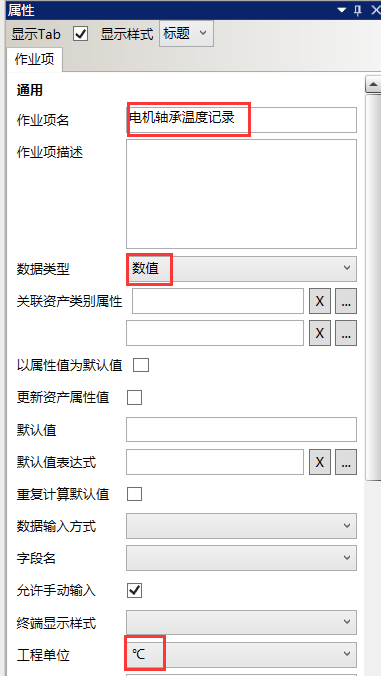 属性
显示Tab 显示样式 标题
作业项
通用
作业项名 电机轴承温度记录
作业项描述
数据类型 数值
关联资产类别属性 X ...
X ...
以属性值为默认值
更新资产属性值
默认值
默认值表达式 X ...
重复计算默认值
数据输入方式
字段名
允许手动输入
终端显示样式
工程单位 ℃